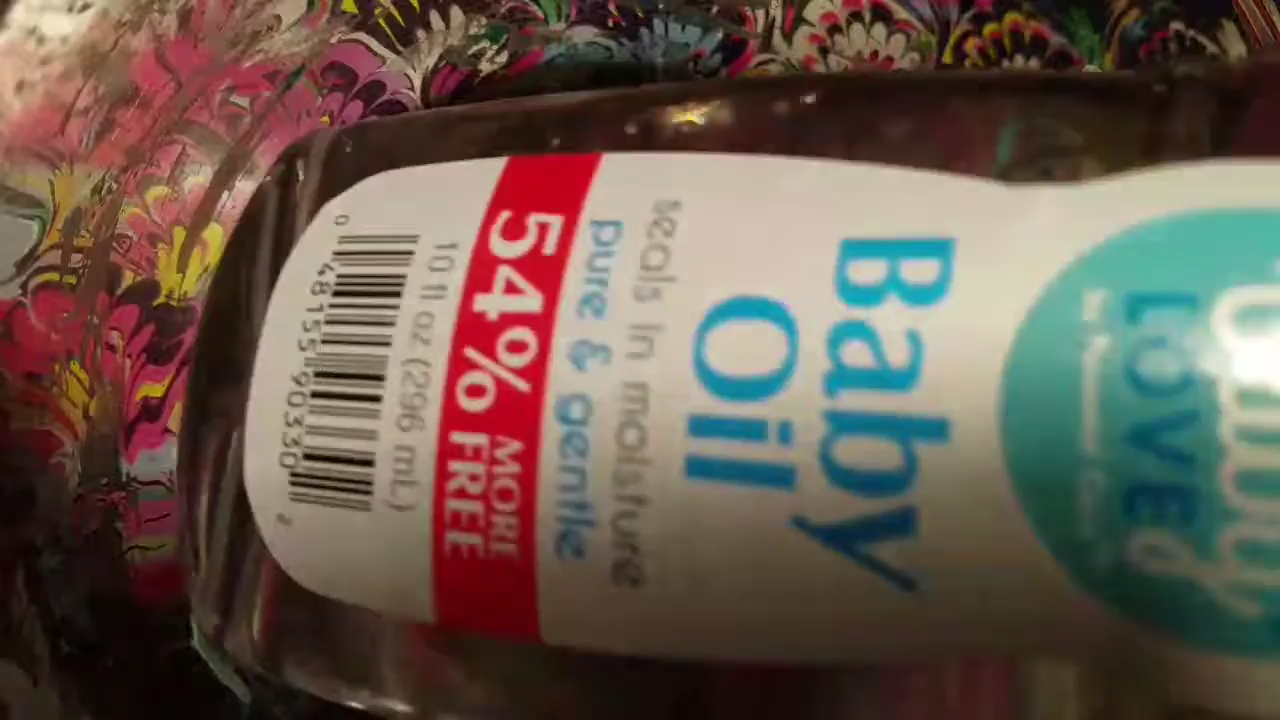 LOVED
Baby
Oil
seals in moisture
pure & gentle
54% MORE
FREE
10 fl oz (296 mL)
0 48155 90330 2